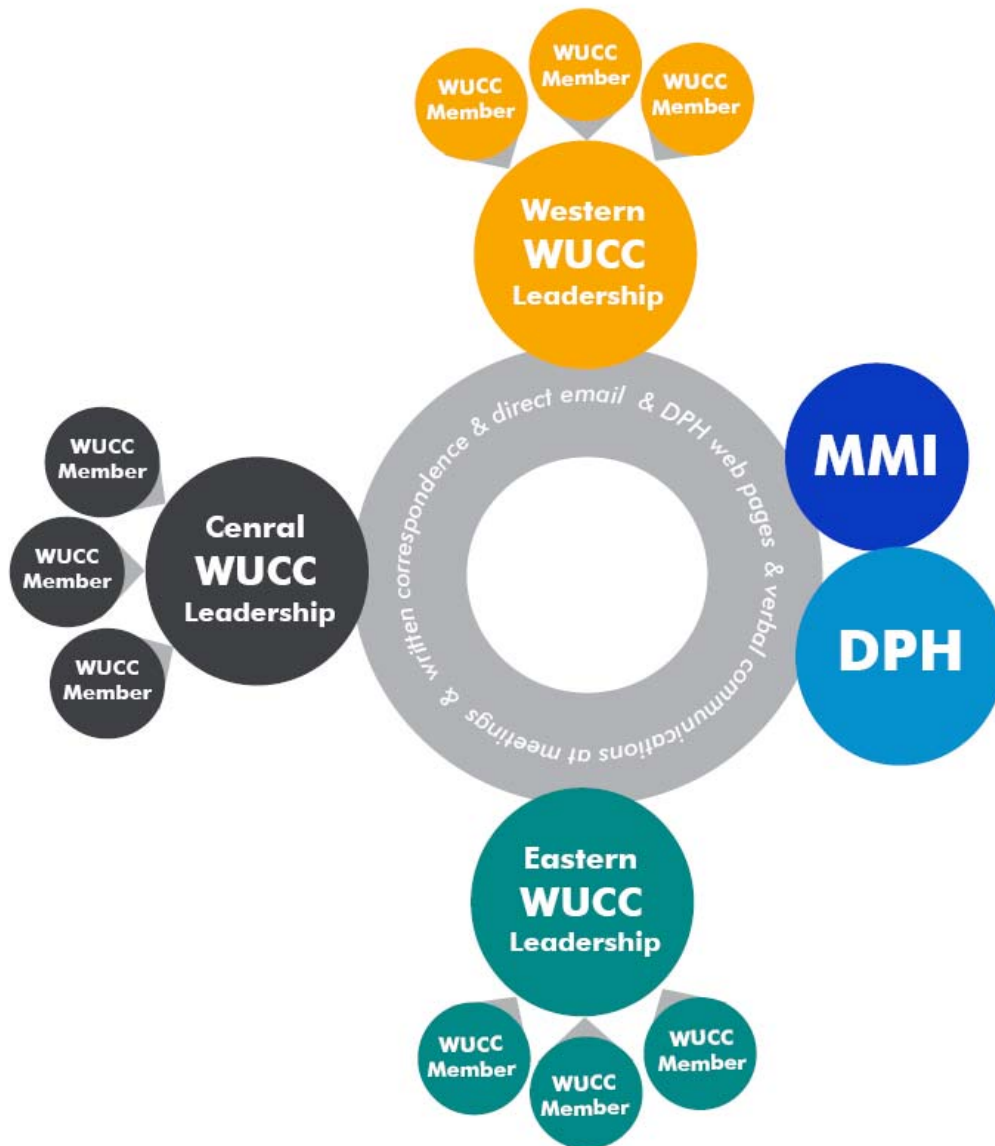 WUCC
Member
WUCC
Member
WUCC
Member
Western
WUCC
Leadership
MMI
DPH
WUCC
Member
WUCC
Member
WUCC
Member
Cenral
WUCC
Leadership
& written correspondence & direct email & DPH web pages & verbal communications at meetings
Eastern
WUCC
Leadership
WUCC
Member
WUCC
Member
WUCC
Member